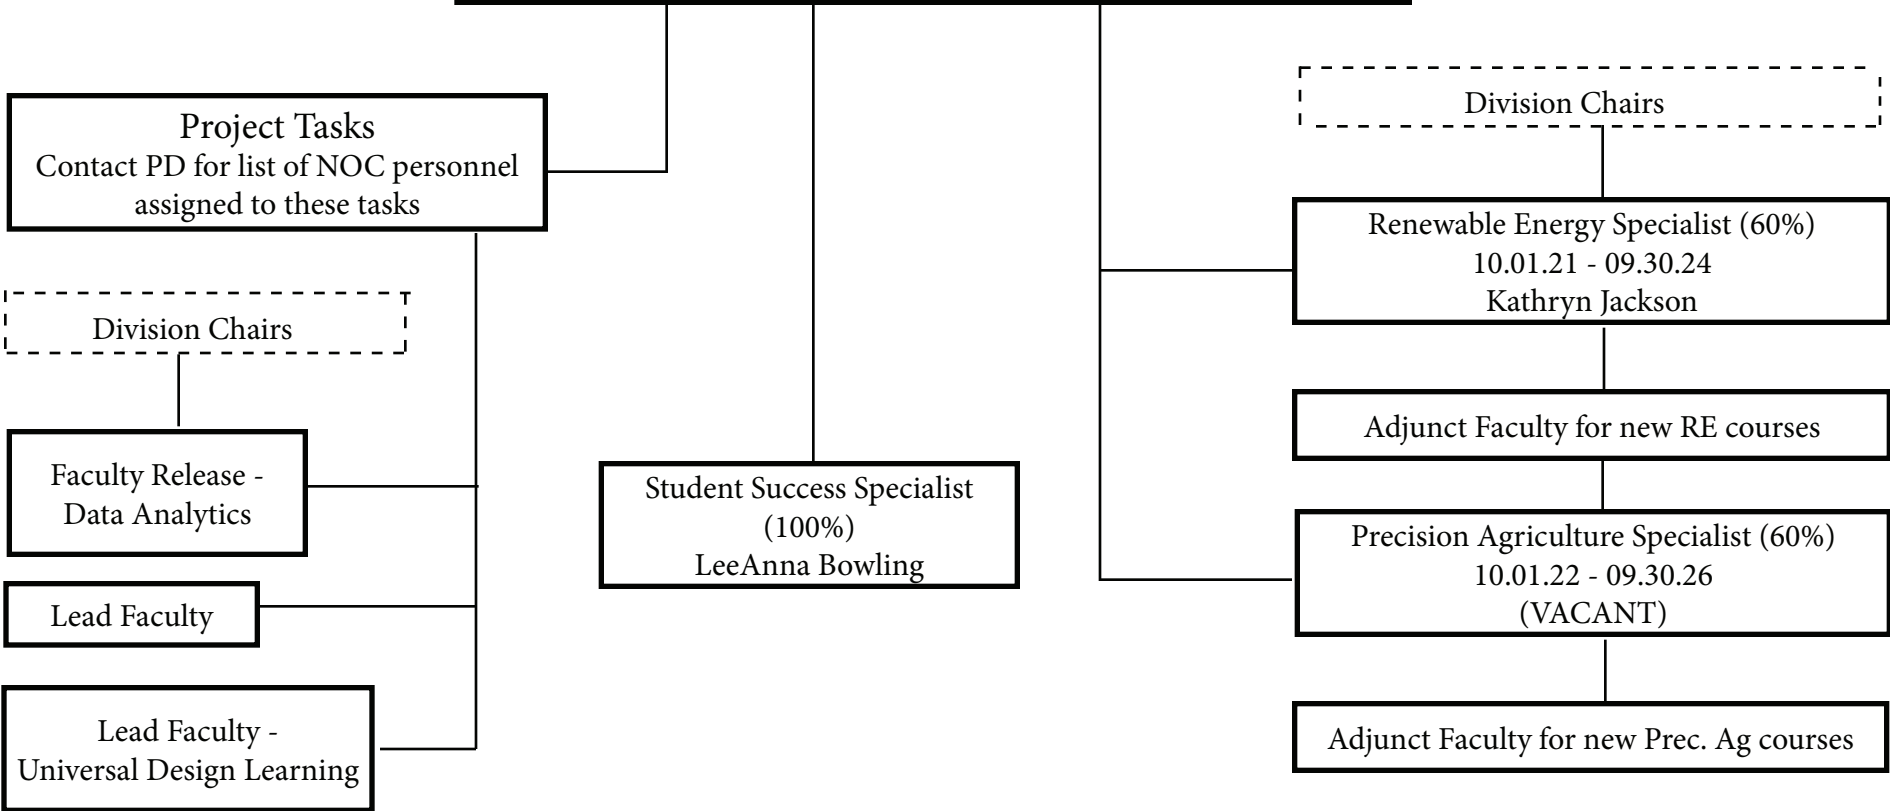 Project Tasks
Contact PD for list of NOC personnel
assigned to these tasks
Division Chairs
Faculty Release -
Data Analytics
Lead Faculty
Lead Faculty -
Universal Design Learning
Student Success Specialist
(100%)
LeeAnna Bowling
Division Chairs
Renewable Energy Specialist (60%)
10.01.21 - 09.30.24
Kathryn Jackson
Adjunct Faculty for new RE courses
Precision Agriculture Specialist (60%)
10.01.22 - 09.30.26
(VACANT)
Adjunct Faculty for new Prec. Ag courses